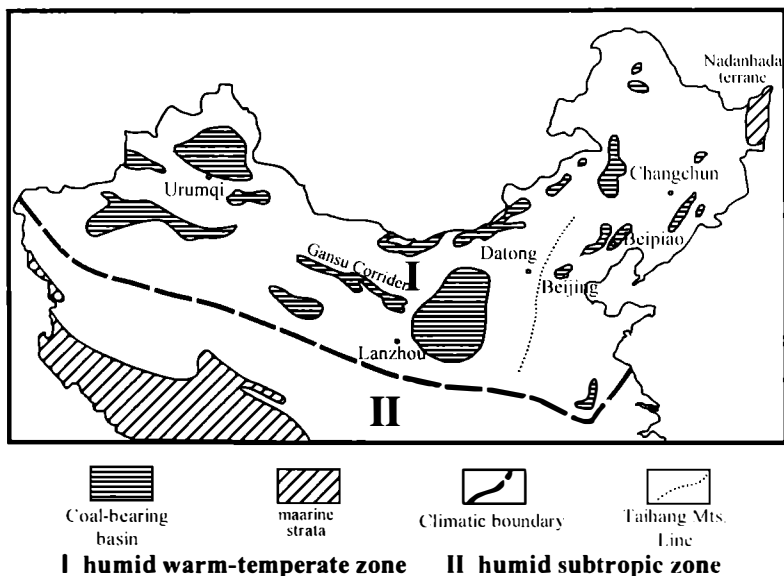 Nadanhada
terrane
Urumqi
Changchun
Gansu Corrider
I
Datong
Beipiao
Beijing
Lanzhou
II
Coal-bearing
basin
maarine
strata
Climatic boundary
Taihang Mts.
Line
I humid warm-temperate zone II humid subtropic zone